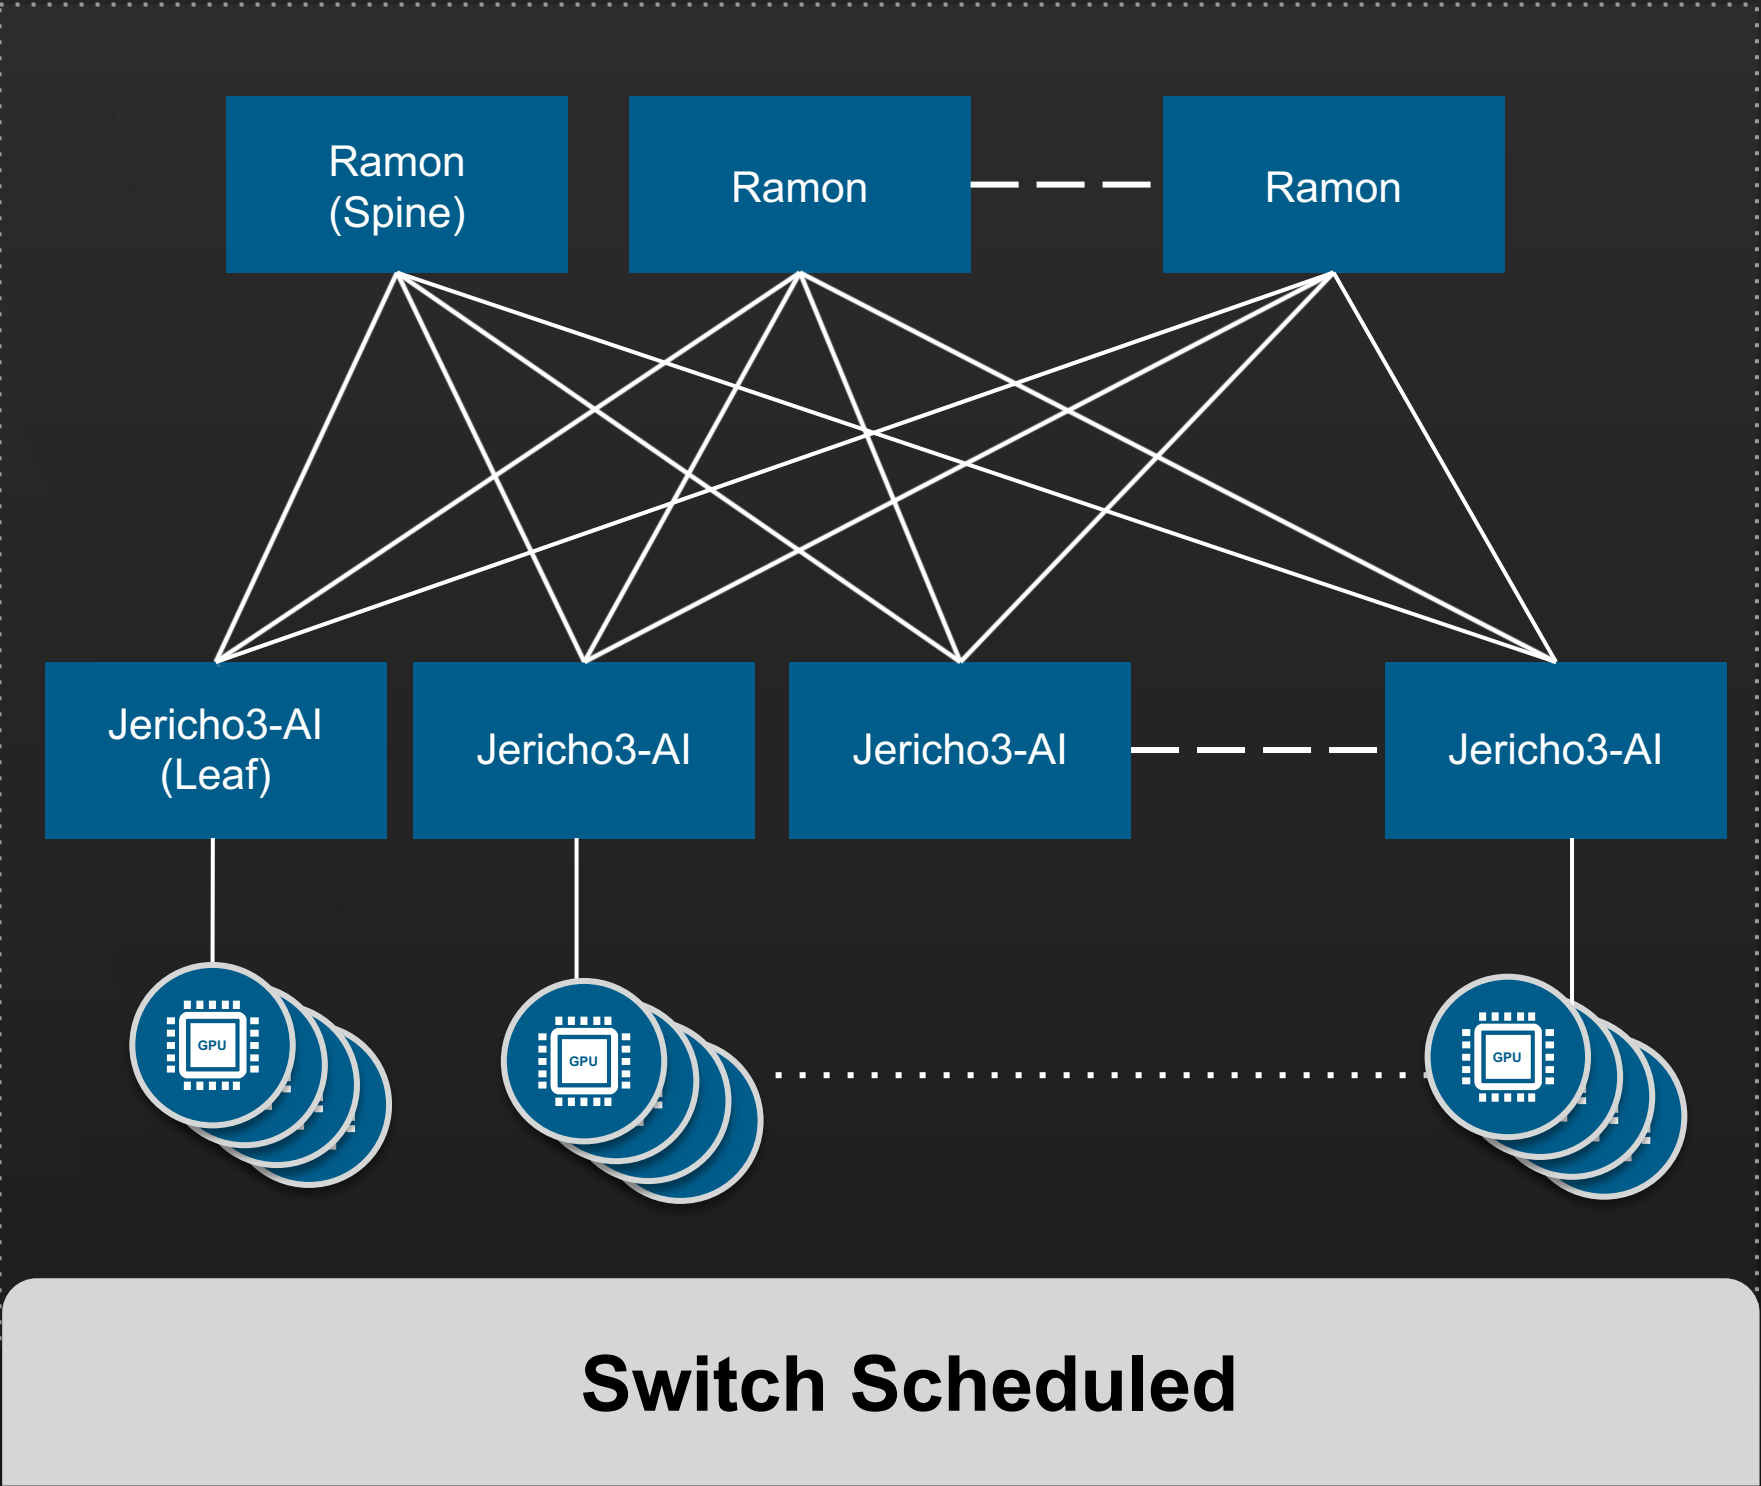 Ramon
(Spine)
Ramon
Ramon
Jericho3-AI
(Leaf)
Jericho3-AI
Jericho3-AI
Jericho3-AI
GPU
GPU
GPU
Switch Scheduled